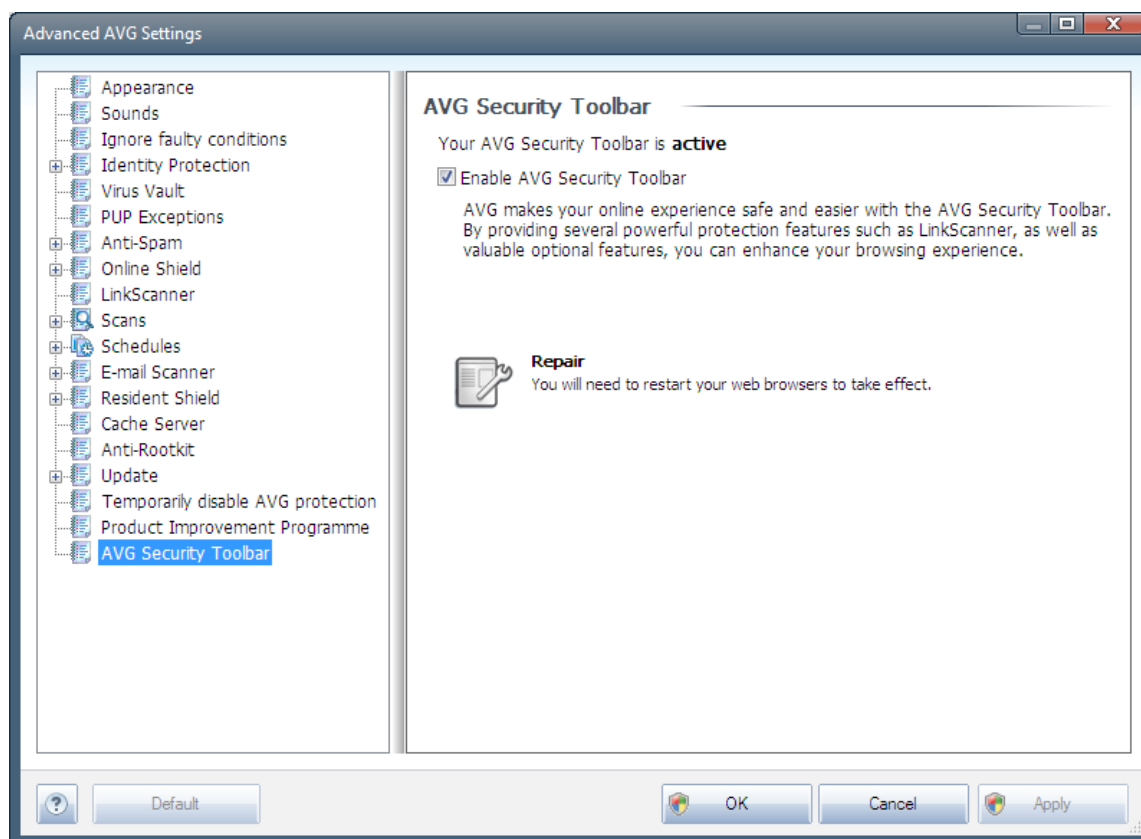 Advanced AVG Settings
Appearance
Sounds
Ignore faulty conditions
Identity Protection
Virus Vault
PUP Exceptions
Anti-Spam
Online Shield
LinkScanner
Scans
Schedules
E-mail Scanner
Resident Shield
Cache Server
Anti-Rootkit
Update
Temporarily disable AVG protection
Product Improvement Programme
AVG Security Toolbar
AVG Security Toolbar
Your AVG Security Toolbar is active
Enable AVG Security Toolbar
AVG makes your online experience safe and easier with the AVG Security Toolbar.
By providing several powerful protection features such as LinkScanner, as well as
valuable optional features, you can enhance your browsing experience.
Repair
You will need to restart your web browsers to take effect.
?
Default
OK
Cancel
Apply